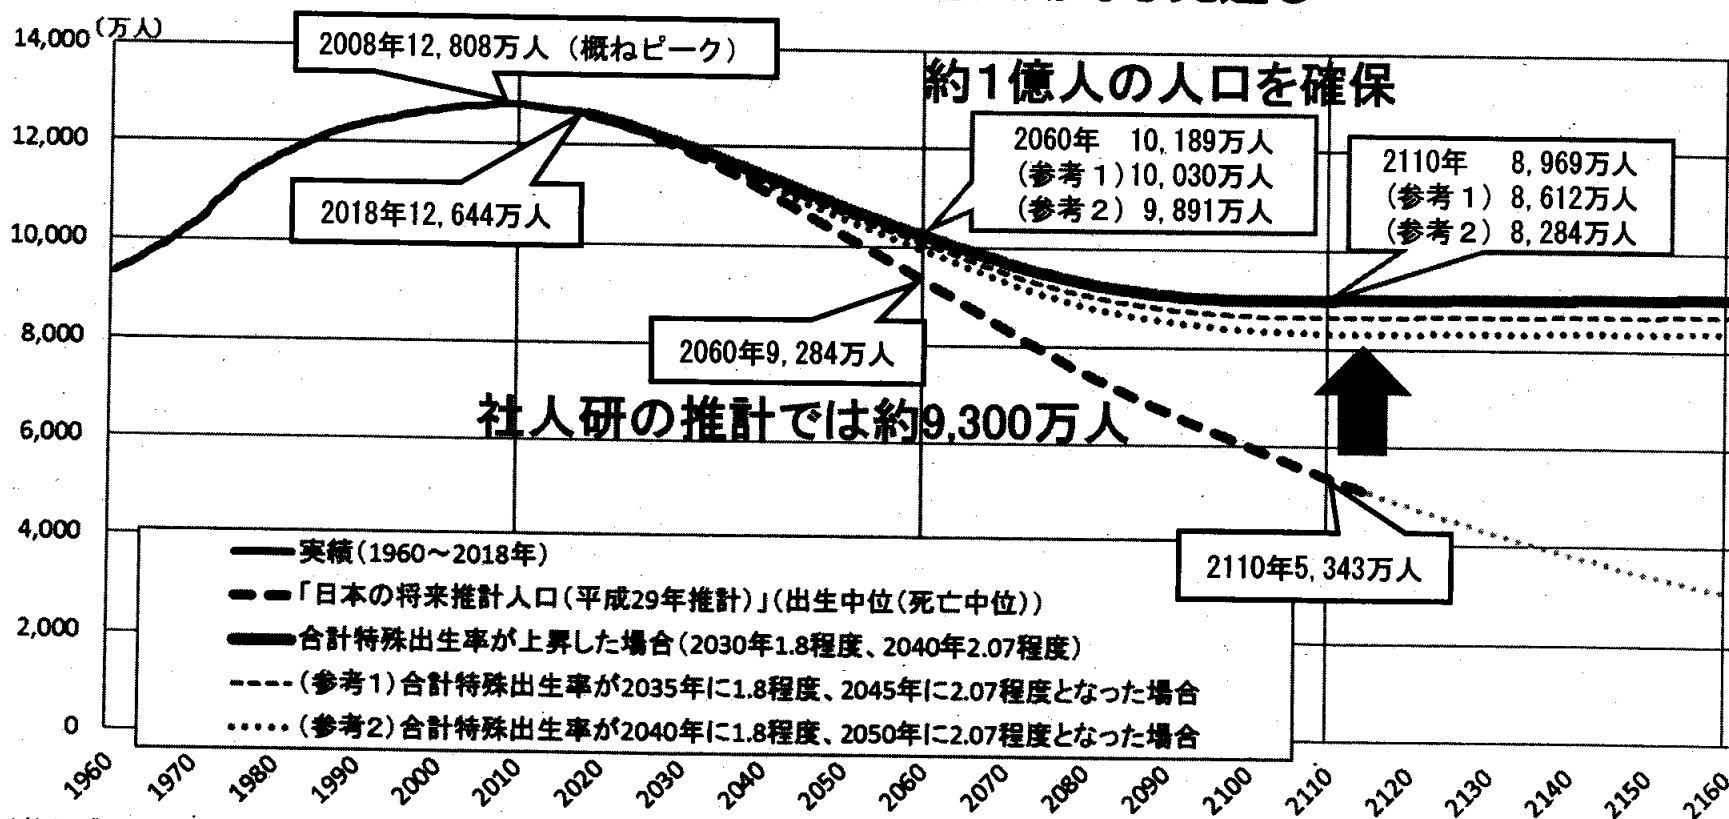 (万人)
14,000
12,000
10,000
8,000
6,000
4,000
2,000
0
2008年12,808万人（概ねピーク）
2018年12,644万人
約1億人の人口を確保
2060年 10,189万人
(参考1)10,030万人
(参考2) 9,891万人
2110年 8,969万人
(参考1) 8,612万人
(参考2) 8,284万人
2060年9,284万人
社人研の推計では約9,300万人
2110年5,343万人
実績(1960～2018年)
「日本の将来推計人口(平成29年推計)」(出生中位(死亡中位))
合計特殊出生率が上昇した場合(2030年1.8程度、2040年2.07程度)
(参考1)合計特殊出生率が2035年に1.8程度、2045年に2.07程度となった場合
(参考2)合計特殊出生率が2040年に1.8程度、2050年に2.07程度となった場合
1960 1970 1980 1990 2000 2010 2020 2030 2040 2050 2060 2070 2080 2090 2100 2110 2120 2130 2140 2150 2160